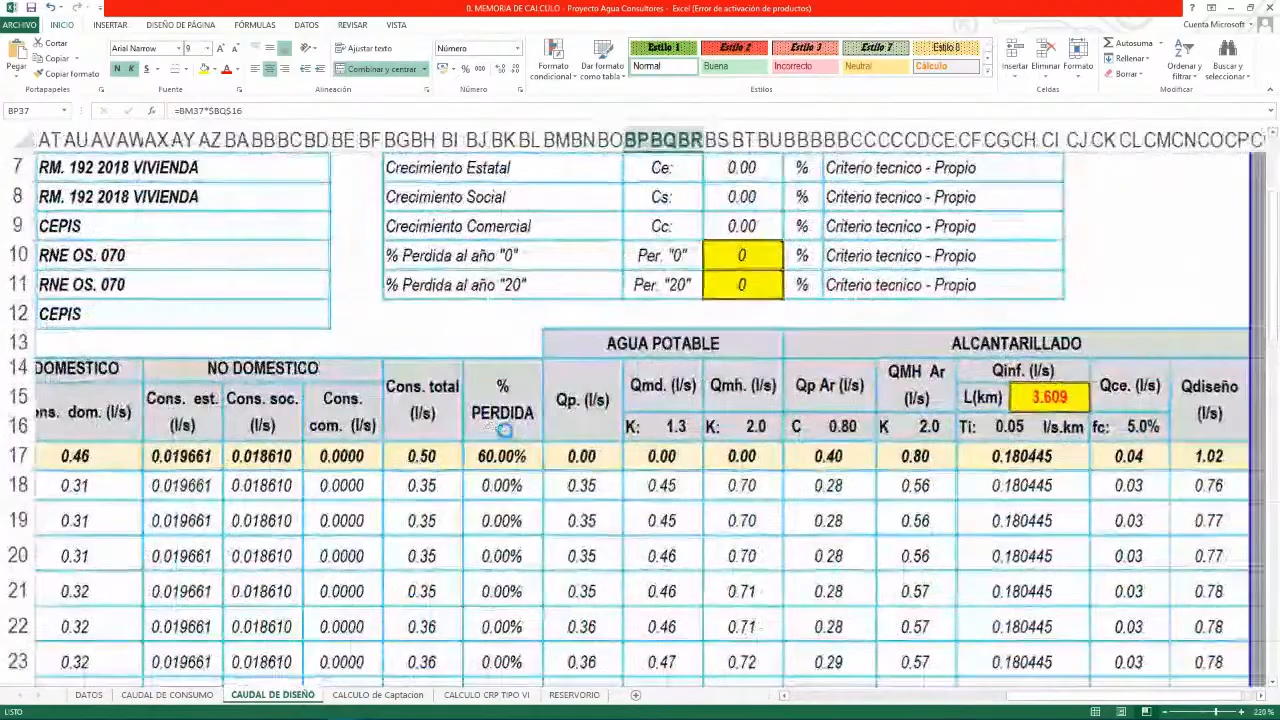 0. MEMORIA DE CALCULO - Proyecto Agua Consultores - Excel (Error de activación de productos)
ARCHIVO INICIO INSERTAR DISEÑO DE PÁGINA FÓRMULAS DATOS REVISAR VISTA Cuenta Microsoft
Pegar Cortar Copiar Copiar formato
Arial Narrow 9
N K S
Ajustar texto
Combinar y centrar
Número
Formato condicional Dar formato como tabla
Estilo 1 Estilo 2 Estilo 3 Estilo 7 Estilo 8
Normal Buena Incorrecto Neutral Cálculo
Insertar Eliminar Formato
Autosuma Rellenar Borrar
Ordenar y filtrar Buscar y seleccionar
Portapapeles Fuente Alineación Número Estilos Celdas Modificar
BP37 =BM37*$BQ$16
AT AU AV AW AX AY AZ BA BB BC BD BE BF BG BH BI BJ BK BL BM BN BO BP BQ BR BS BT BU
7 RM. 192 2018 VIVIENDA Crecimiento Estatal Ce: 0.00 % Criterio tecnico - Propio
8 RM. 192 2018 VIVIENDA Crecimiento Social Cs: 0.00 % Criterio tecnico - Propio
9 CEPIS Crecimiento Comercial Cc: 0.00 % Criterio tecnico - Propio
10 RNE OS. 070 % Perdida al año "0" Per. "0" 0 % Criterio tecnico - Propio
11 RNE OS. 070 % Perdida al año "20" Per. "20" 0 % Criterio tecnico - Propio
12 CEPIS
13 AGUA POTABLE ALCANTARILLADO
14 DOMESTICO NO DOMESTICO Cons. total (l/s) % PERDIDA Qp. (l/s) Qmd. (l/s) Qmh. (l/s) Qp Ar (l/s) QMH Ar (l/s) Qinf. (l/s) Qce. (l/s) Qdiseño (l/s)
15 ns. dom. (l/s) Cons. est. (l/s) Cons. soc. (l/s) Cons. com. (l/s) L(km) 3.609
16 K: 1.3 K: 2.0 C 0.80 K 2.0 Ti: 0.05 l/s.km fc: 5.0%
17 0.46 0.019661 0.018610 0.0000 0.50 60.00% 0.00 0.00 0.00 0.40 0.80 0.180445 0.04 1.02
18 0.31 0.019661 0.018610 0.0000 0.35 0.00% 0.35 0.45 0.70 0.28 0.56 0.180445 0.03 0.76
19 0.31 0.019661 0.018610 0.0000 0.35 0.00% 0.35 0.45 0.70 0.28 0.56 0.180445 0.03 0.77
20 0.31 0.019661 0.018610 0.0000 0.35 0.00% 0.35 0.46 0.70 0.28 0.56 0.180445 0.03 0.77
21 0.32 0.019661 0.018610 0.0000 0.35 0.00% 0.35 0.46 0.71 0.28 0.57 0.180445 0.03 0.78
22 0.32 0.019661 0.018610 0.0000 0.36 0.00% 0.36 0.46 0.71 0.28 0.57 0.180445 0.03 0.78
23 0.32 0.019661 0.018610 0.0000 0.36 0.00% 0.36 0.47 0.72 0.29 0.57 0.180445 0.03 0.78
DATOS CAUDAL DE CONSUMO CAUDAL DE DISEÑO CALCULO de Captacion CALCULO CRP TIPO VI RESERVORIO
LISTO 220 %